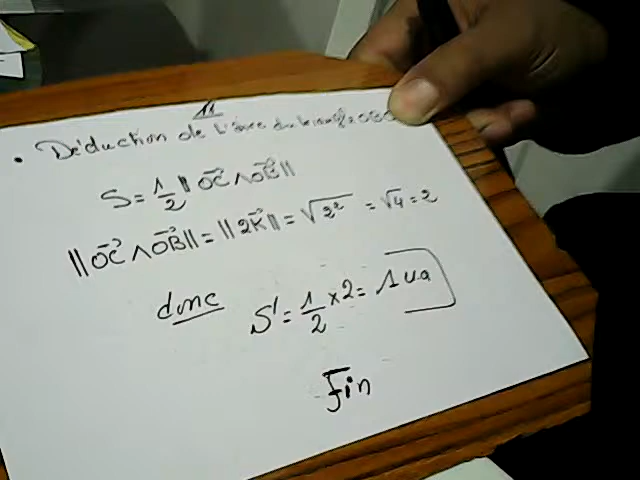 11
• Déduction de l'aire du triangle OCB
S = 1/2 ||OC→ ∧ OB→||
||OC→ ∧ OB→|| = ||2K→|| = √2² = √4 = 2
donc S' = 1/2 × 2 = 1 ua
Fin